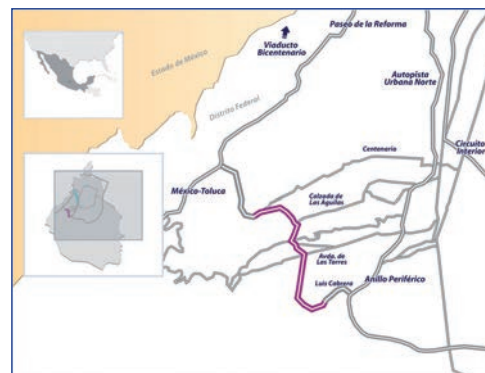 Paseo de la Reforma
Viaducto
Bicentenario
Estado de México
Autopista
Urbana Norte
Distrito Federal
Centenario
Circuito
Interior
México-Toluca
Calzada de
Las Águilas
Avda. de
Las Torres
Luis Cabrera
Anillo Periférico